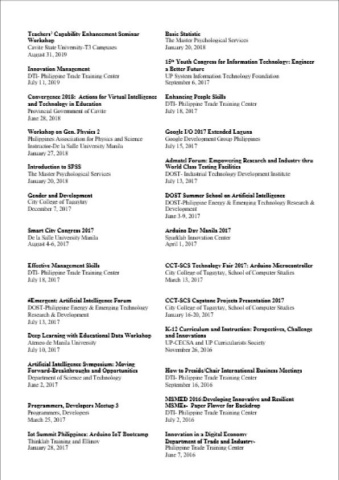 Teachers' Capability Enhancement Seminar
Workshop
Cavite State University-T3 Campuses
August 31, 2019
Innovation Management
DTI- Philippine Trade Training Center
July 11, 2019
Convergence 2018: Actions for Virtual Intelligence
and Technology in Education
Provincial Government of Cavite
June 28, 2018
Workshop on Gen. Physics 2
Philippines Association for Physics and Science
Instructor-De la Salle University Manila
January 27, 2018
Introduction to SPSS
The Master Psychological Services
January 20, 2018
Gender and Development
City College of Tagaytay
December 7, 2017
Smart City Congress 2017
De la Salle University Manila
August 4-6, 2017
Effective Management Skills
DTI- Philippine Trade Training Center
July 18, 2017
4Emergent: Artificial Intelligence Forum
DOST-Philippine Energy & Emerging Technology
Research & Development
July 13, 2017
Deep Learning with Educational Data Workshop
Ateneo de Manila University
July 10, 2017
Artificial Intelligence Symposium: Moving
Forward-Breakthroughs and Opportunities
Department of Science and Technology
June 2, 2017
Programmers, Developers Meetup 3
Programmers, Developers
March 25, 2017
Iot Summit Philippines: Arduino IoT Bootcamp
Thinklab Training and
January 28, 2017
Basic Statistic
The Master Psychological Services
January 20, 2018
15th Youth Congress for Information Technology: Engineer
a Better Future
UP System Information Technology Foundation
September 6, 2017
Enhancing People Skills
DTI- Philippine Trade Training Center
July 18, 2017
Google I/O 2017 Extended Laguna
Google Development Group Philippines
July 15, 2017
Admatel Forum: Empowering Research and Industry thru
World Class Testing Facilities
DOST- Industrial Technology Development Institute
July 13, 2017
DOST Summer School on Artificial Intelligence
DOST-Philippine Energy & Emerging Technology Research &
Development
June 3-9, 2017
Arduino Day Manila 2017
Sparklab Innovation Center
April 1, 2017
CCT-SCS Technology Fair 2017: Arduino Microcontroller
City College of Tagaytay, School of Computer Studies
March 15, 2017
CCT-SCS Capstone Projects Presentation 2017
City College of Tagaytay, School of Computer Studies
January 16-20, 2017
K-12 Curriculum and Instruction: Perspectives, Challenge
and Innovations
UP-CECSA and UP Curricularists Society
November 26, 2016
How to Preside/Chair International Business Meetings
DTI- Philippine Trade Training Center
September 16, 2016
MSMED 2016:Developing Innovative and Resilient
MSMEs- Paper Flower for Backdrop
DTI- Philippine Trade Training Center
July 2, 2016
Innovation in a Digital Economy
Department of Trade and Industry-
Philippine Trade Training Center
June 7, 2016